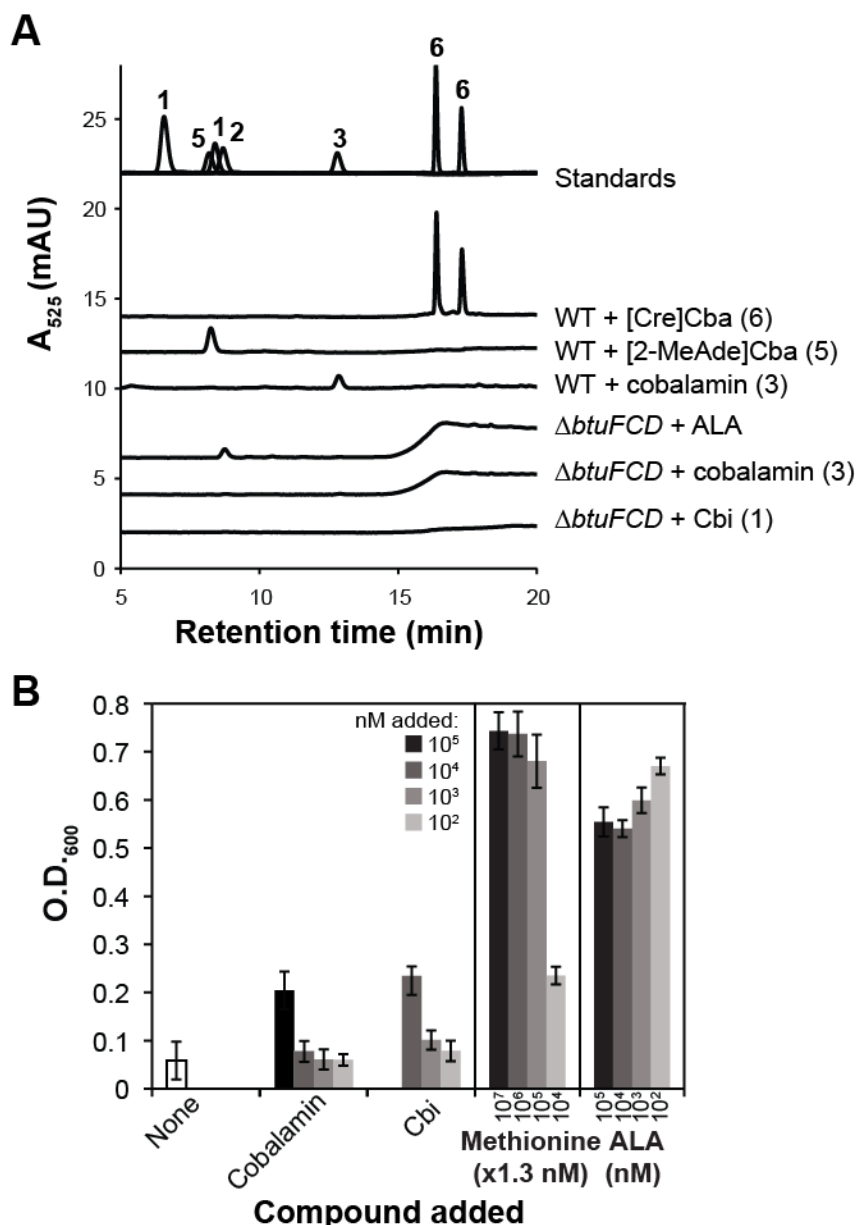 A
6
1
6
25
5
1
2
3
Standards
20
A525 (mAU)
15
WT + [Cre]Cba (6)
WT + [2-MeAde]Cba (5)
10
WT + cobalamin (3)
ΔbtuFCD + ALA
5
ΔbtuFCD + cobalamin (3)
ΔbtuFCD + Cbi (1)
0
5 10 15 20
Retention time (min)
B
0.8
nM added:
0.7
10⁵
10⁴
0.6
10³
10²
0.5
O.D.600
0.4
0.3
0.2
0.1
0
None
Cobalamin
Cbi
10⁷ 10⁶ 10⁵ 10⁴
10⁵ 10⁴ 10³ 10²
Methionine ALA
(x1.3 nM) (nM)
Compound added